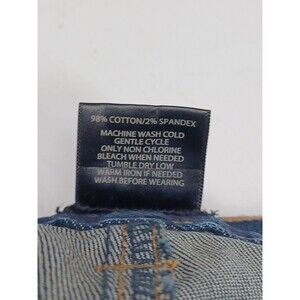 98% COTTON/2% SPANDEX
MACHINE WASH COLD
GENTLE CYCLE
ONLY NON CHLORINE
BLEACH WHEN NEEDED
TUMBLE DRY LOW
WARM IRON IF NEEDED
WASH BEFORE WEARING